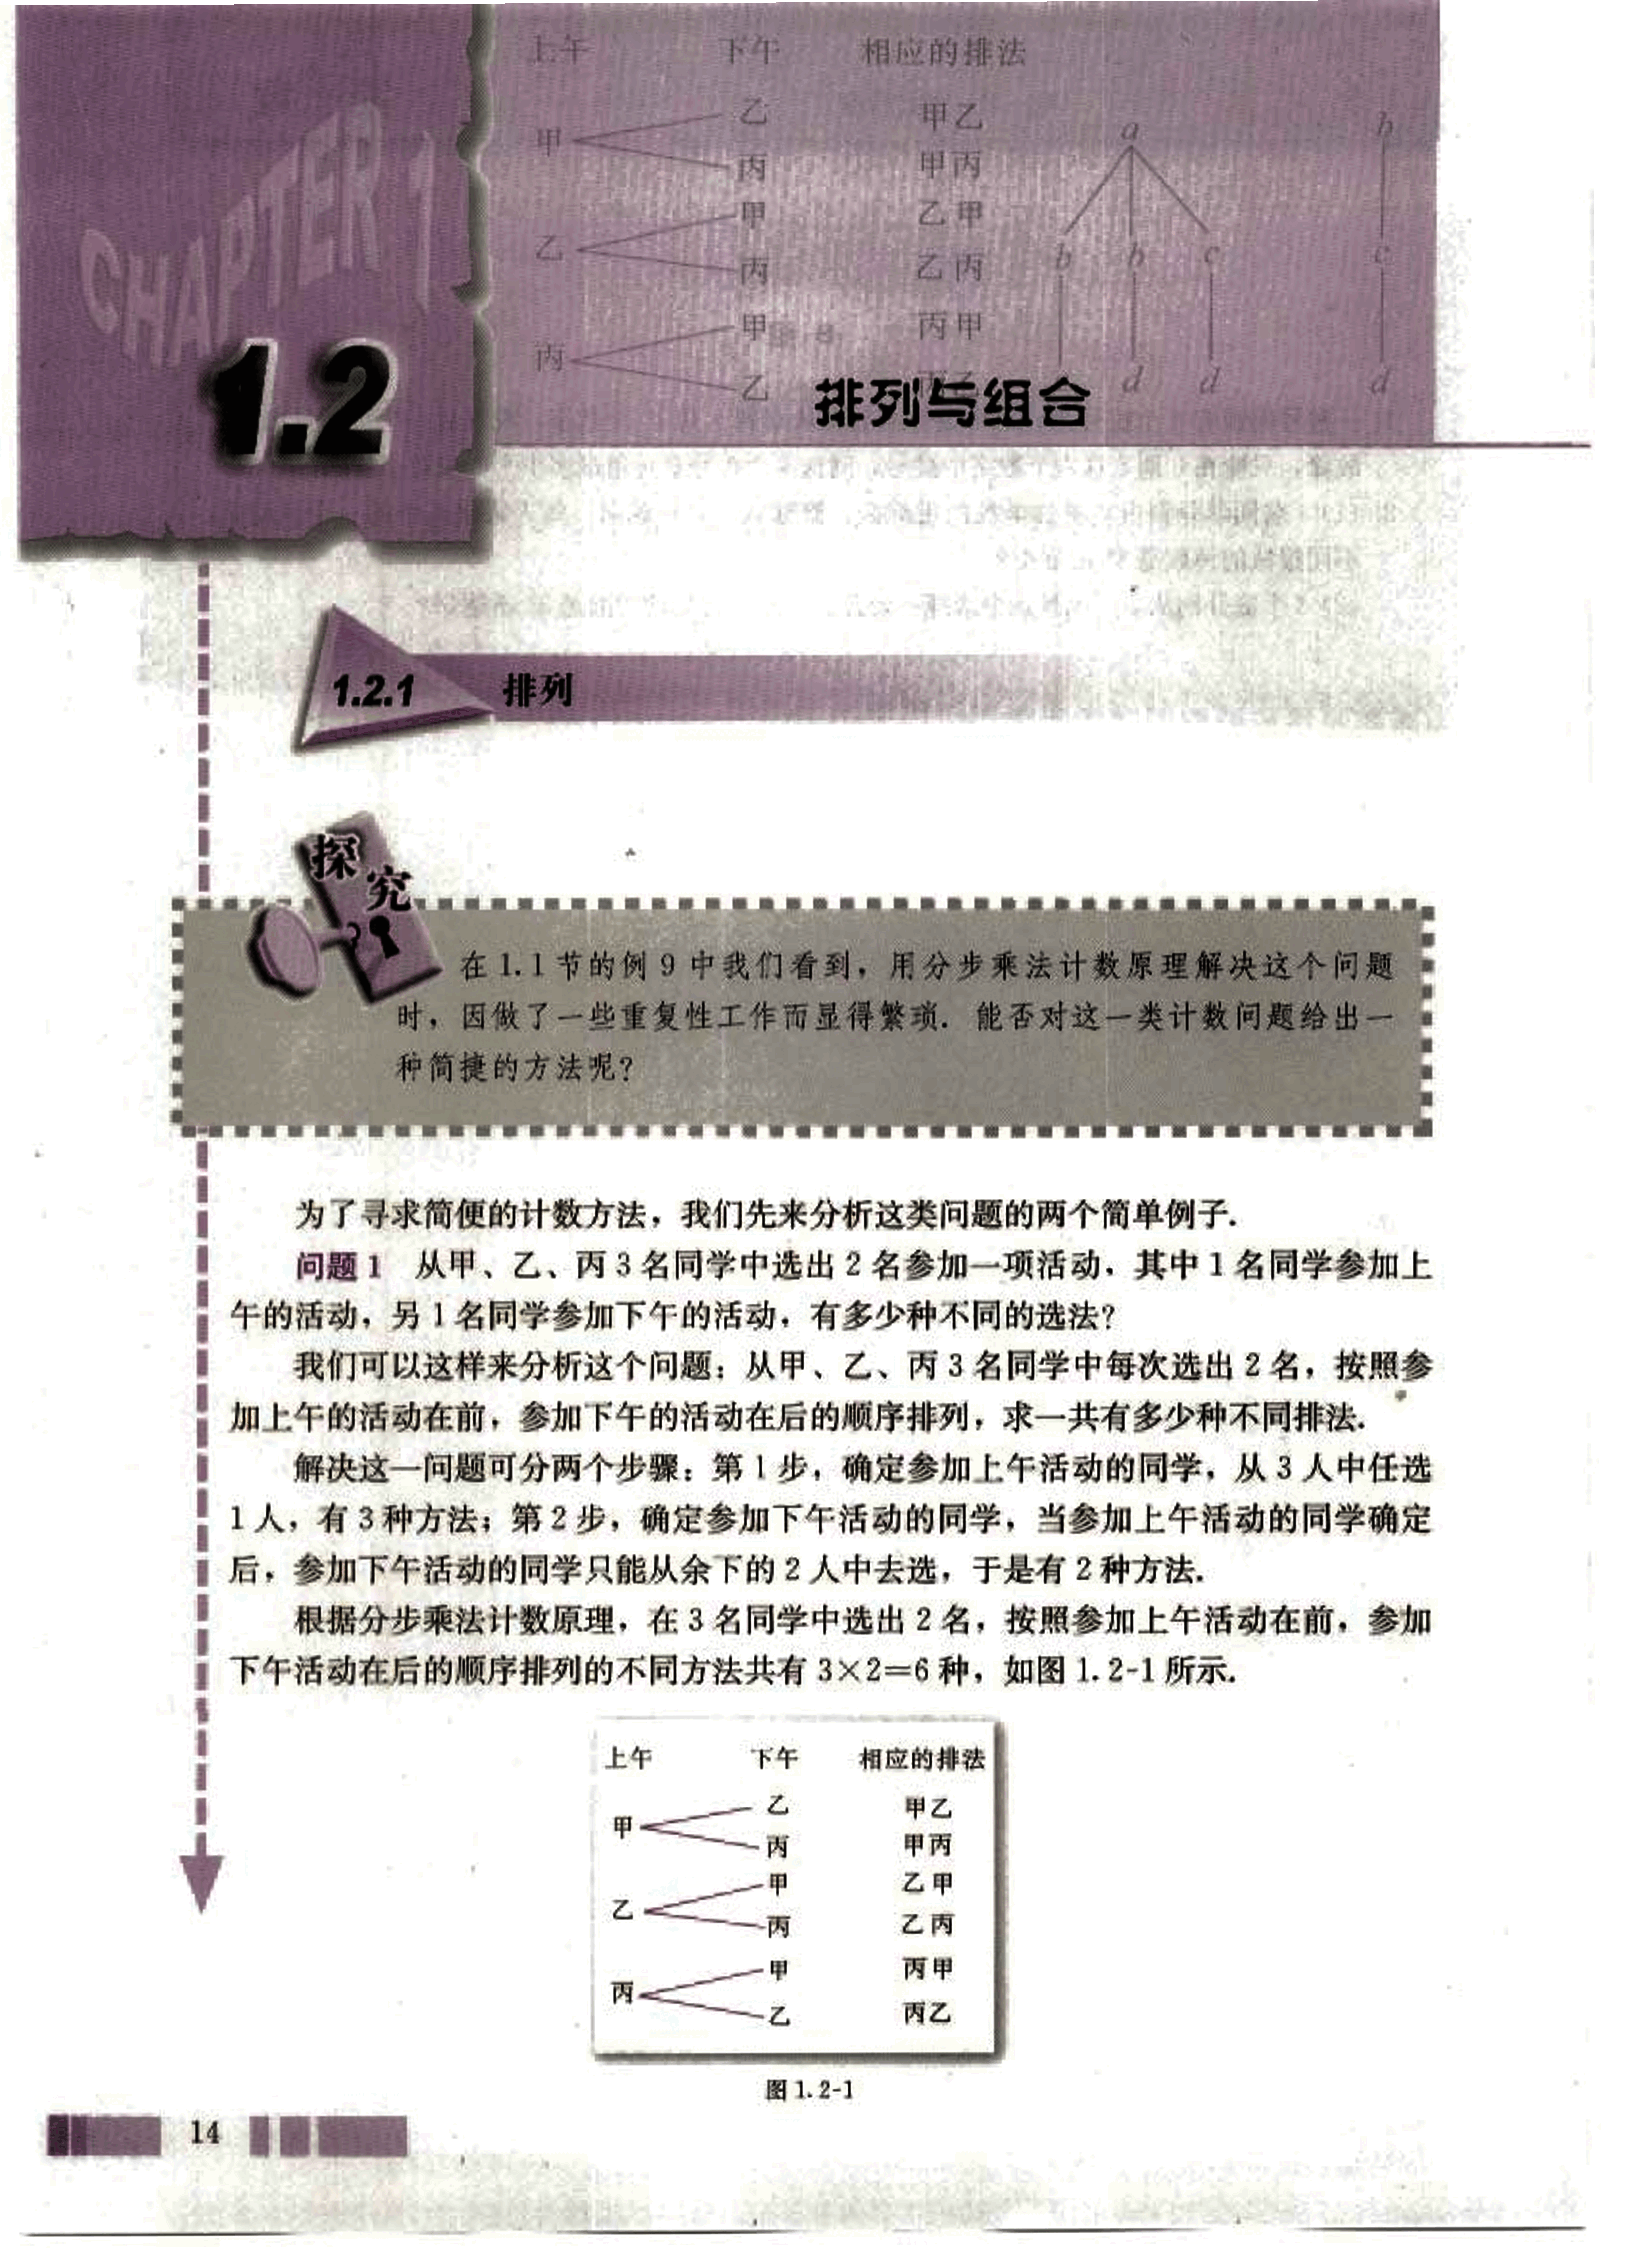 上午 下午 相应的排法
甲 乙 甲乙
丙 甲丙
乙 甲 乙甲
丙 乙丙
丙 甲 丙甲
乙
a b
b b c c
d d d
CHAPTER 1
1.2
排列与组合
1.2.1 排列
探究
在 1.1 节的例 9 中我们看到，用分步乘法计数原理解决这个问题
时，因做了一些重复性工作而显得繁琐．能否对这一类计数问题给出一
种简捷的方法呢？
为了寻求简便的计数方法，我们先来分析这类问题的两个简单例子．
问题 1 从甲、乙、丙 3 名同学中选出 2 名参加一项活动，其中 1 名同学参加上
午的活动，另 1 名同学参加下午的活动，有多少种不同的选法？
我们可以这样来分析这个问题：从甲、乙、丙 3 名同学中每次选出 2 名，按照参
加上午的活动在前，参加下午的活动在后的顺序排列，求一共有多少种不同排法．
解决这一问题可分两个步骤：第 1 步，确定参加上午活动的同学，从 3 人中任选
1 人，有 3 种方法；第 2 步，确定参加下午活动的同学，当参加上午活动的同学确定
后，参加下午活动的同学只能从余下的 2 人中去选，于是有 2 种方法．
根据分步乘法计数原理，在 3 名同学中选出 2 名，按照参加上午活动在前，参加
下午活动在后的顺序排列的不同方法共有 3×2=6 种，如图 1.2-1 所示．
上午 下午 相应的排法
甲 乙 甲乙
丙 甲丙
乙 甲 乙甲
丙 乙丙
丙 甲 丙甲
乙 丙乙
图 1.2-1
14